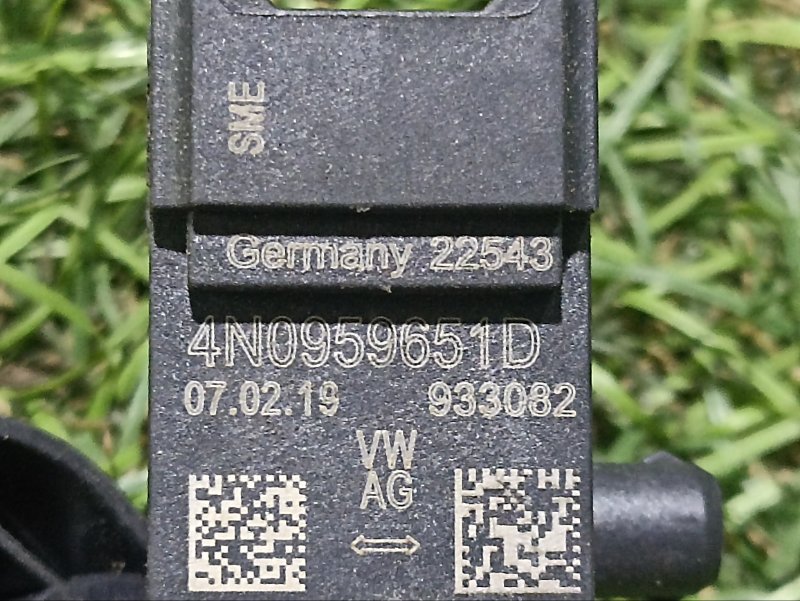 SME
Germany 22543
4N0959651D
07.02.19 933082
VW
AG